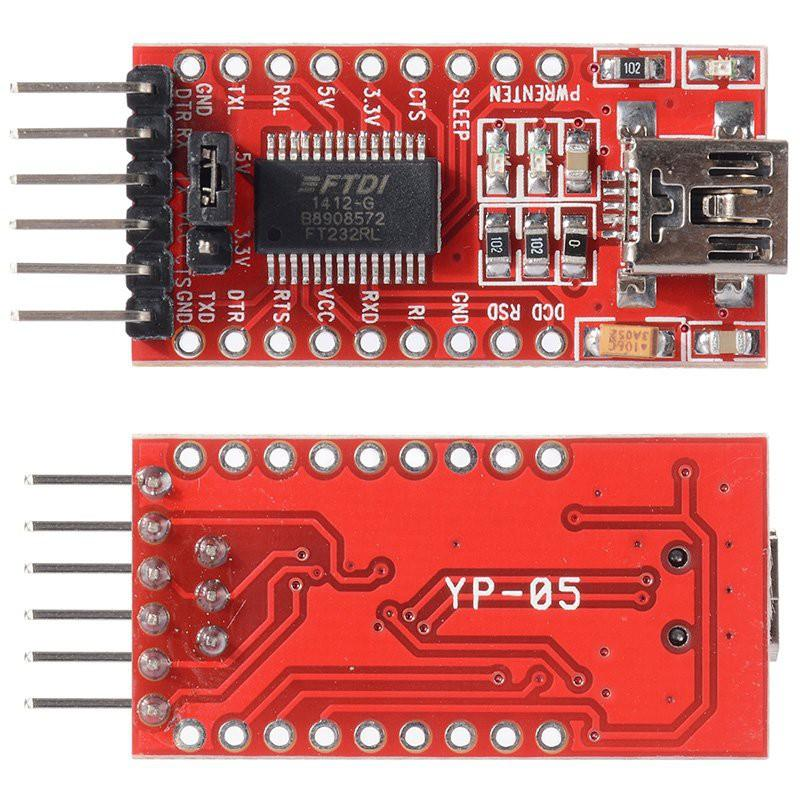 GND
TXL
RXL
5V
3.3V
CTS
SLEEP
PWRENTEN
102
DTR
RX
5V
3.3V
FTDI
1412-G
B8908572
FT232RL
102
102
0
CTS
GND
TXD
DTR
RTS
VCC
RXD
RI
GND
RSD
DCD
106C
3A052
YP-05